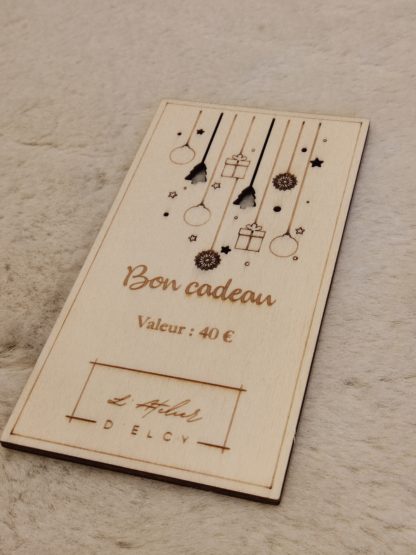 Bon cadeau
Valeur : 40 €
L'Atelier
D'ELCY